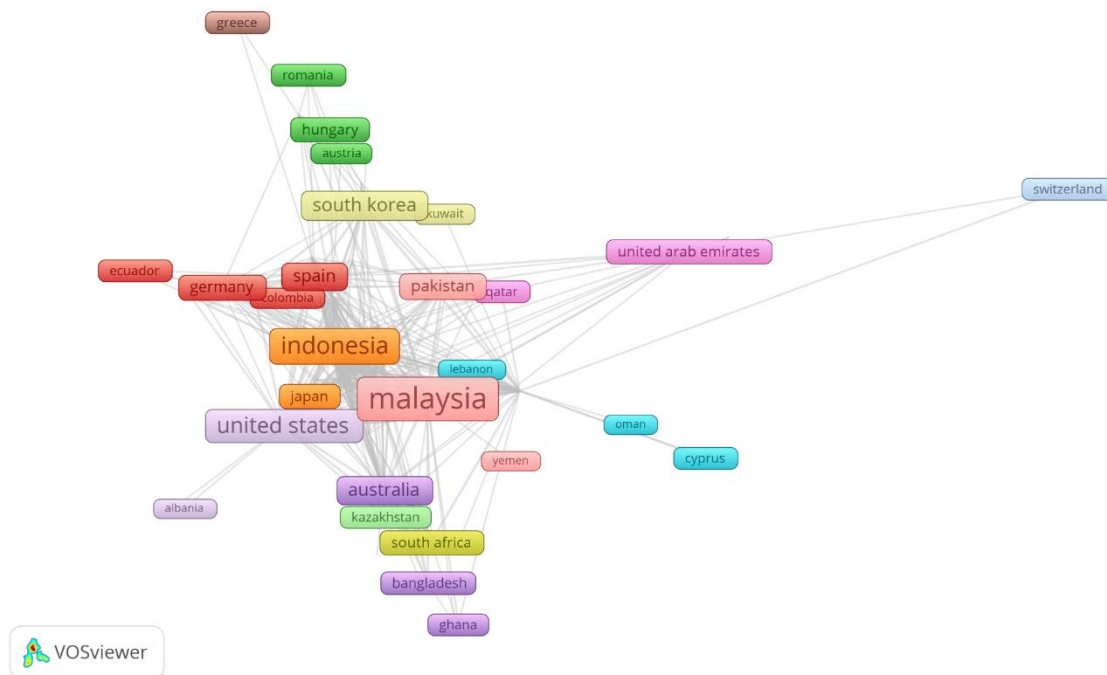 greece
romania
hungary
austria
switzerland
south korea
kuwait
united arab emirates
ecuador
spain
germany
colombia
pakistan
qatar
indonesia
lebanon
japan
malaysia
united states
oman
cyprus
yemen
australia
albania
kazakhstan
south africa
bangladesh
ghana
VOSviewer